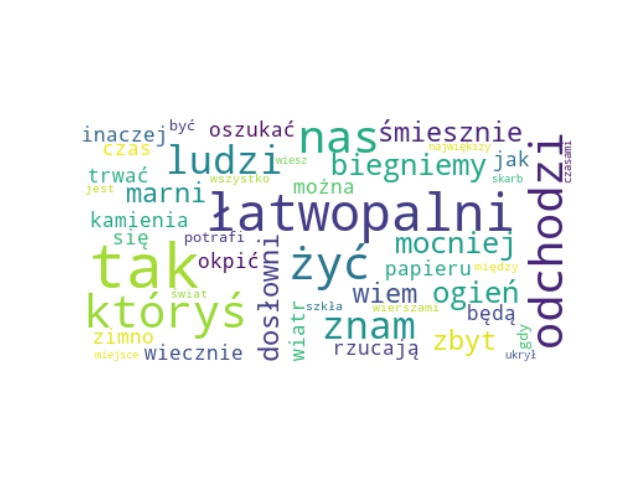 inaczej być oszukać nas śmiesznie
czas ludzi wiesz największy czasami
trwać wszystko biegniemy jak
jest marni można skarb
kamienia łatwopalni odchodzi
się potrafi mocniej
tak okpić żyć papieru między
dosłowni wiem ogień
któryś świat szkła wierszami będą
zimno wiatr znam zbyt gdy
miejsce wiecznie rzucają ukrył